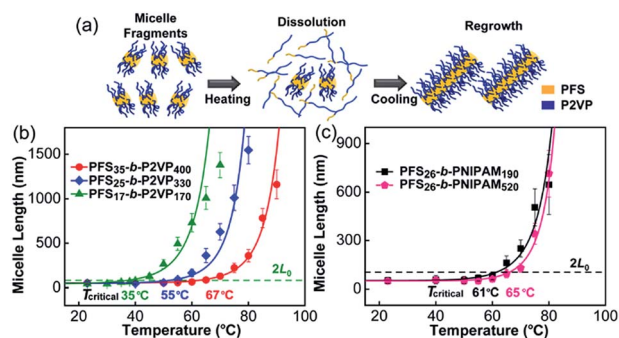 (a)
Micelle
Fragments
Dissolution
Regrowth
Heating
Cooling
PFS
P2VP
(b)
1500
1000
500
0
Micelle Length (nm)
PFS₃₅-b-P2VP₄₀₀
PFS₂₅-b-P2VP₃₃₀
PFS₁₇-b-P2VP₁₇₀
2L₀
Tcritical 35°C 55°C 67°C
20 40 60 80 100
Temperature (°C)
(c)
900
600
300
0
Micelle Length (nm)
PFS₂₆-b-PNIPAM₁₉₀
PFS₂₆-b-PNIPAM₅₂₀
2L₀
Tcritical 61°C 65°C
20 40 60 80 100
Temperature (°C)